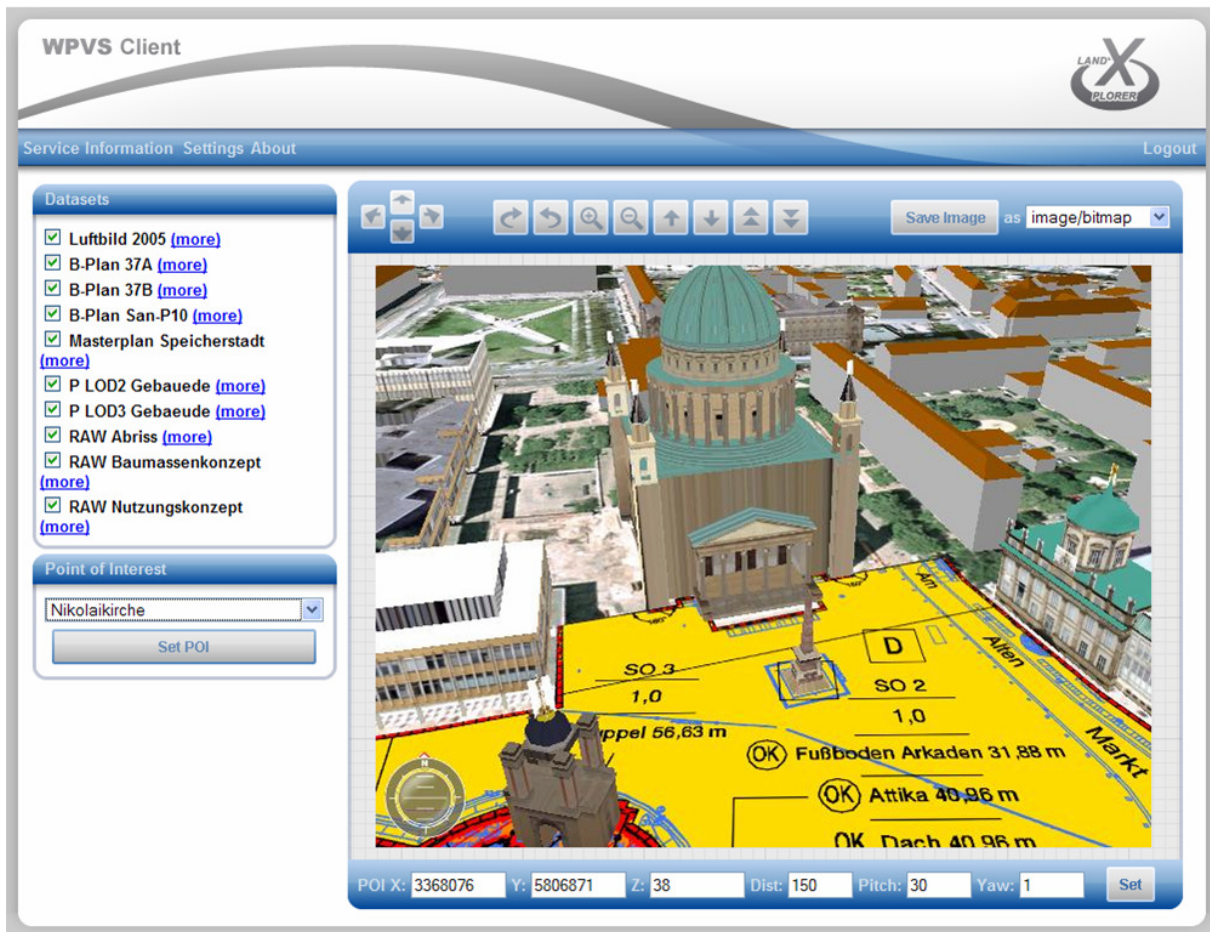 WPVS Client
LAND'
X
PLORER
Service Information Settings About
Logout
Datasets
Luftbild 2005 (more)
B-Plan 37A (more)
B-Plan 37B (more)
B-Plan San-P10 (more)
Masterplan Speicherstadt
(more)
P LOD2 Gebauede (more)
P LOD3 Gebaeude (more)
RAW Abriss (more)
RAW Baumassenkonzept
(more)
RAW Nutzungskonzept
(more)
Point of Interest
Nikolaikirche
Set POI
Save Image as image/bitmap
Am
Alten
Markt
D
SO 3
1,0
SO 2
1,0
uppel 56,63 m
OK Fußboden Arkaden 31,88 m
OK Attika 40,96 m
OK Dach 40,96 m
N
POI X: 3368076 Y: 5806871 Z: 38 Dist: 150 Pitch: 30 Yaw: 1 Set